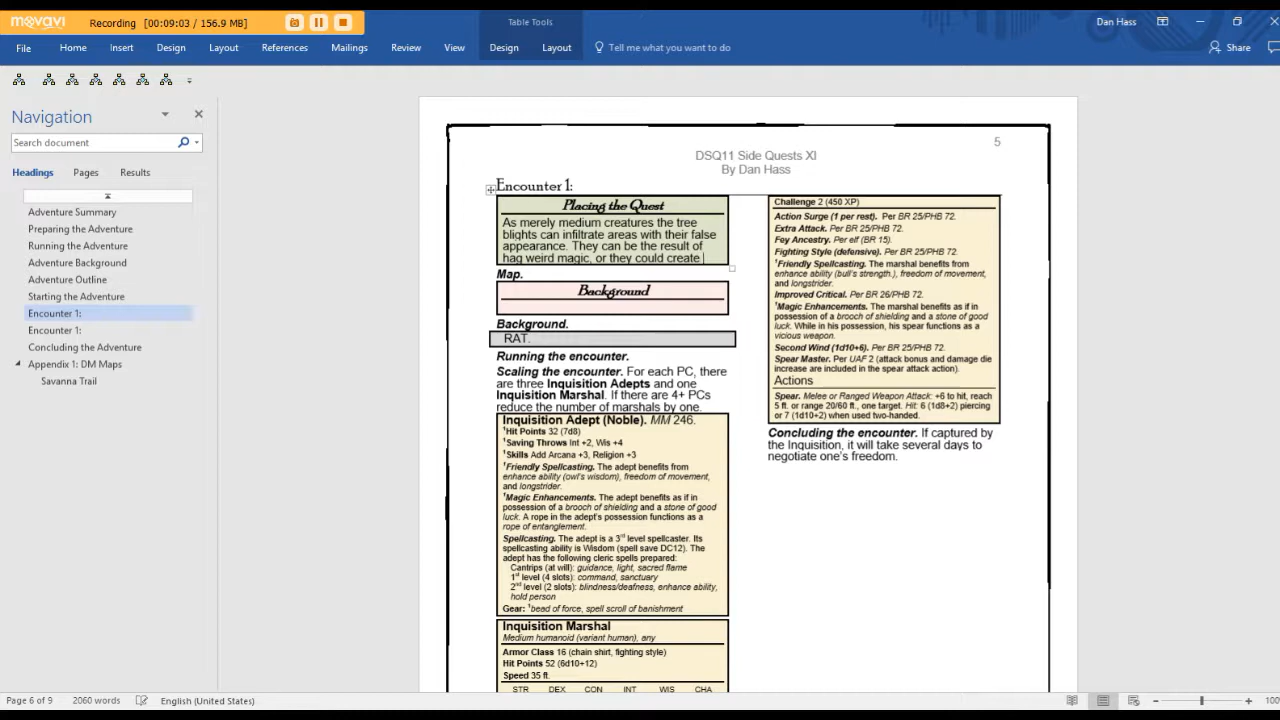 movavi
Recording (00:09:03 / 156.9 MB)
Table Tools
Dan Hass
File
Home
Insert
Design
Layout
References
Mailings
Review
View
Design
Layout
Tell me what you want to do
Share
Navigation
Search document
Headings
Pages
Results
Adventure Summary
Preparing the Adventure
Running the Adventure
Adventure Background
Adventure Outline
Starting the Adventure
Encounter 1:
Encounter 1:
Concluding the Adventure
Appendix 1: DM Maps
Savanna Trail
5
DSQ11 Side Quests XI
By Dan Hass
Encounter 1:
Placing the Quest
As merely medium creatures the tree
blights can infiltrate areas with their false
appearance. They can be the result of
hag weird magic, or they could create
Map.
Background
Background.
RAT.
Running the encounter.
Scaling the encounter. For each PC, there
are three Inquisition Adepts and one
Inquisition Marshal. If there are 4+ PCs
reduce the number of marshals by one.
Inquisition Adept (Noble). MM 246.
†Hit Points 32 (7d8)
†Saving Throws Int +2, Wis +4
†Skills Add Arcana +3, Religion +3
†Friendly Spellcasting. The adept benefits from
enhance ability (owl's wisdom), freedom of movement,
and longstrider.
†Magic Enhancements. The adept benefits as if in
possession of a brooch of shielding and a stone of good
luck. A rope in the adept's possession functions as a
rope of entanglement.
Spellcasting. The adept is a 3rd level spellcaster. Its
spellcasting ability is Wisdom (spell save DC12). The
adept has the following cleric spells prepared:
Cantrips (at will): guidance, light, sacred flame
1st level (4 slots): command, sanctuary
2nd level (2 slots): blindness/deafness, enhance ability,
hold person
Gear: †bead of force, spell scroll of banishment
Inquisition Marshal
Medium humanoid (variant human), any
Armor Class 16 (chain shirt, fighting style)
Hit Points 52 (6d10+12)
Speed 35 ft.
STR DEX CON INT WIS CHA
Challenge 2 (450 XP)
Action Surge (1 per rest). Per BR 25/PHB 72.
Extra Attack. Per BR 25/PHB 72.
Fey Ancestry. Per elf (BR 15).
Fighting Style (defensive). Per BR 25/PHB 72.
†Friendly Spellcasting. The marshal benefits from
enhance ability (bull's strength.), freedom of movement,
and longstrider.
Improved Critical. Per BR 26/PHB 72.
†Magic Enhancements. The marshal benefits as if in
possession of a brooch of shielding and a stone of good
luck. While in his possession, his spear functions as a
vicious weapon.
Second Wind (1d10+6). Per BR 25/PHB 72.
Spear Master. Per UAF 2 (attack bonus and damage die
increase are included in the spear attack action).
Actions
Spear. Melee or Ranged Weapon Attack: +6 to hit, reach
5 ft. or range 20/60 ft., one target. Hit: 6 (1d8+2) piercing
or 7 (1d10+2) when used two-handed.
Concluding the encounter. If captured by
the Inquisition, it will take several days to
negotiate one's freedom.
Page 6 of 9
2060 words
English (United States)
100